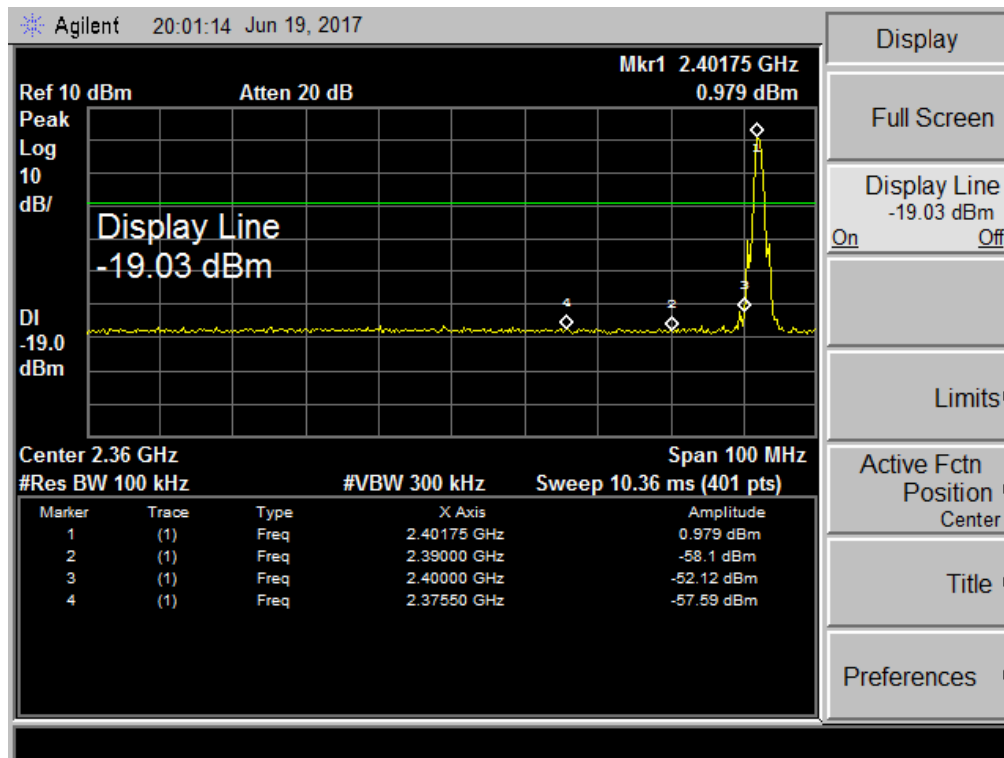 Agilent 20:01:14 Jun 19, 2017
Display
Mkr1 2.40175 GHz
Ref 10 dBm Atten 20 dB 0.979 dBm
Peak
Log
10
dB/
Display Line
-19.03 dBm
1
4
2
3
DI
-19.0
dBm
Center 2.36 GHz Span 100 MHz
#Res BW 100 kHz #VBW 300 kHz Sweep 10.36 ms (401 pts)
Marker Trace Type X Axis Amplitude
1 (1) Freq 2.40175 GHz 0.979 dBm
2 (1) Freq 2.39000 GHz -58.1 dBm
3 (1) Freq 2.40000 GHz -52.12 dBm
4 (1) Freq 2.37550 GHz -57.59 dBm
Full Screen
Display Line
-19.03 dBm
On Off
Limits
Active Fctn
Position
Center
Title
Preferences